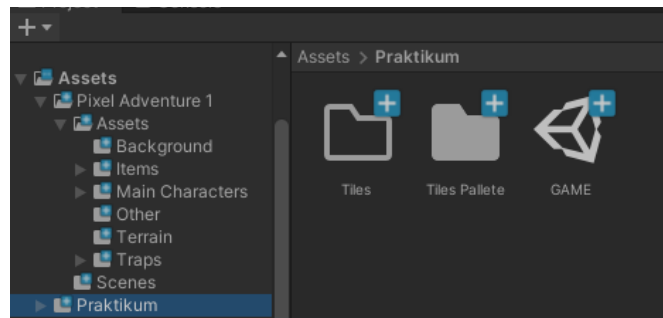 Assets > Praktikum
Assets
Pixel Adventure 1
Assets
Background
Items
Main Characters
Other
Terrain
Traps
Scenes
Praktikum
Tiles
Tiles Pallete
GAME